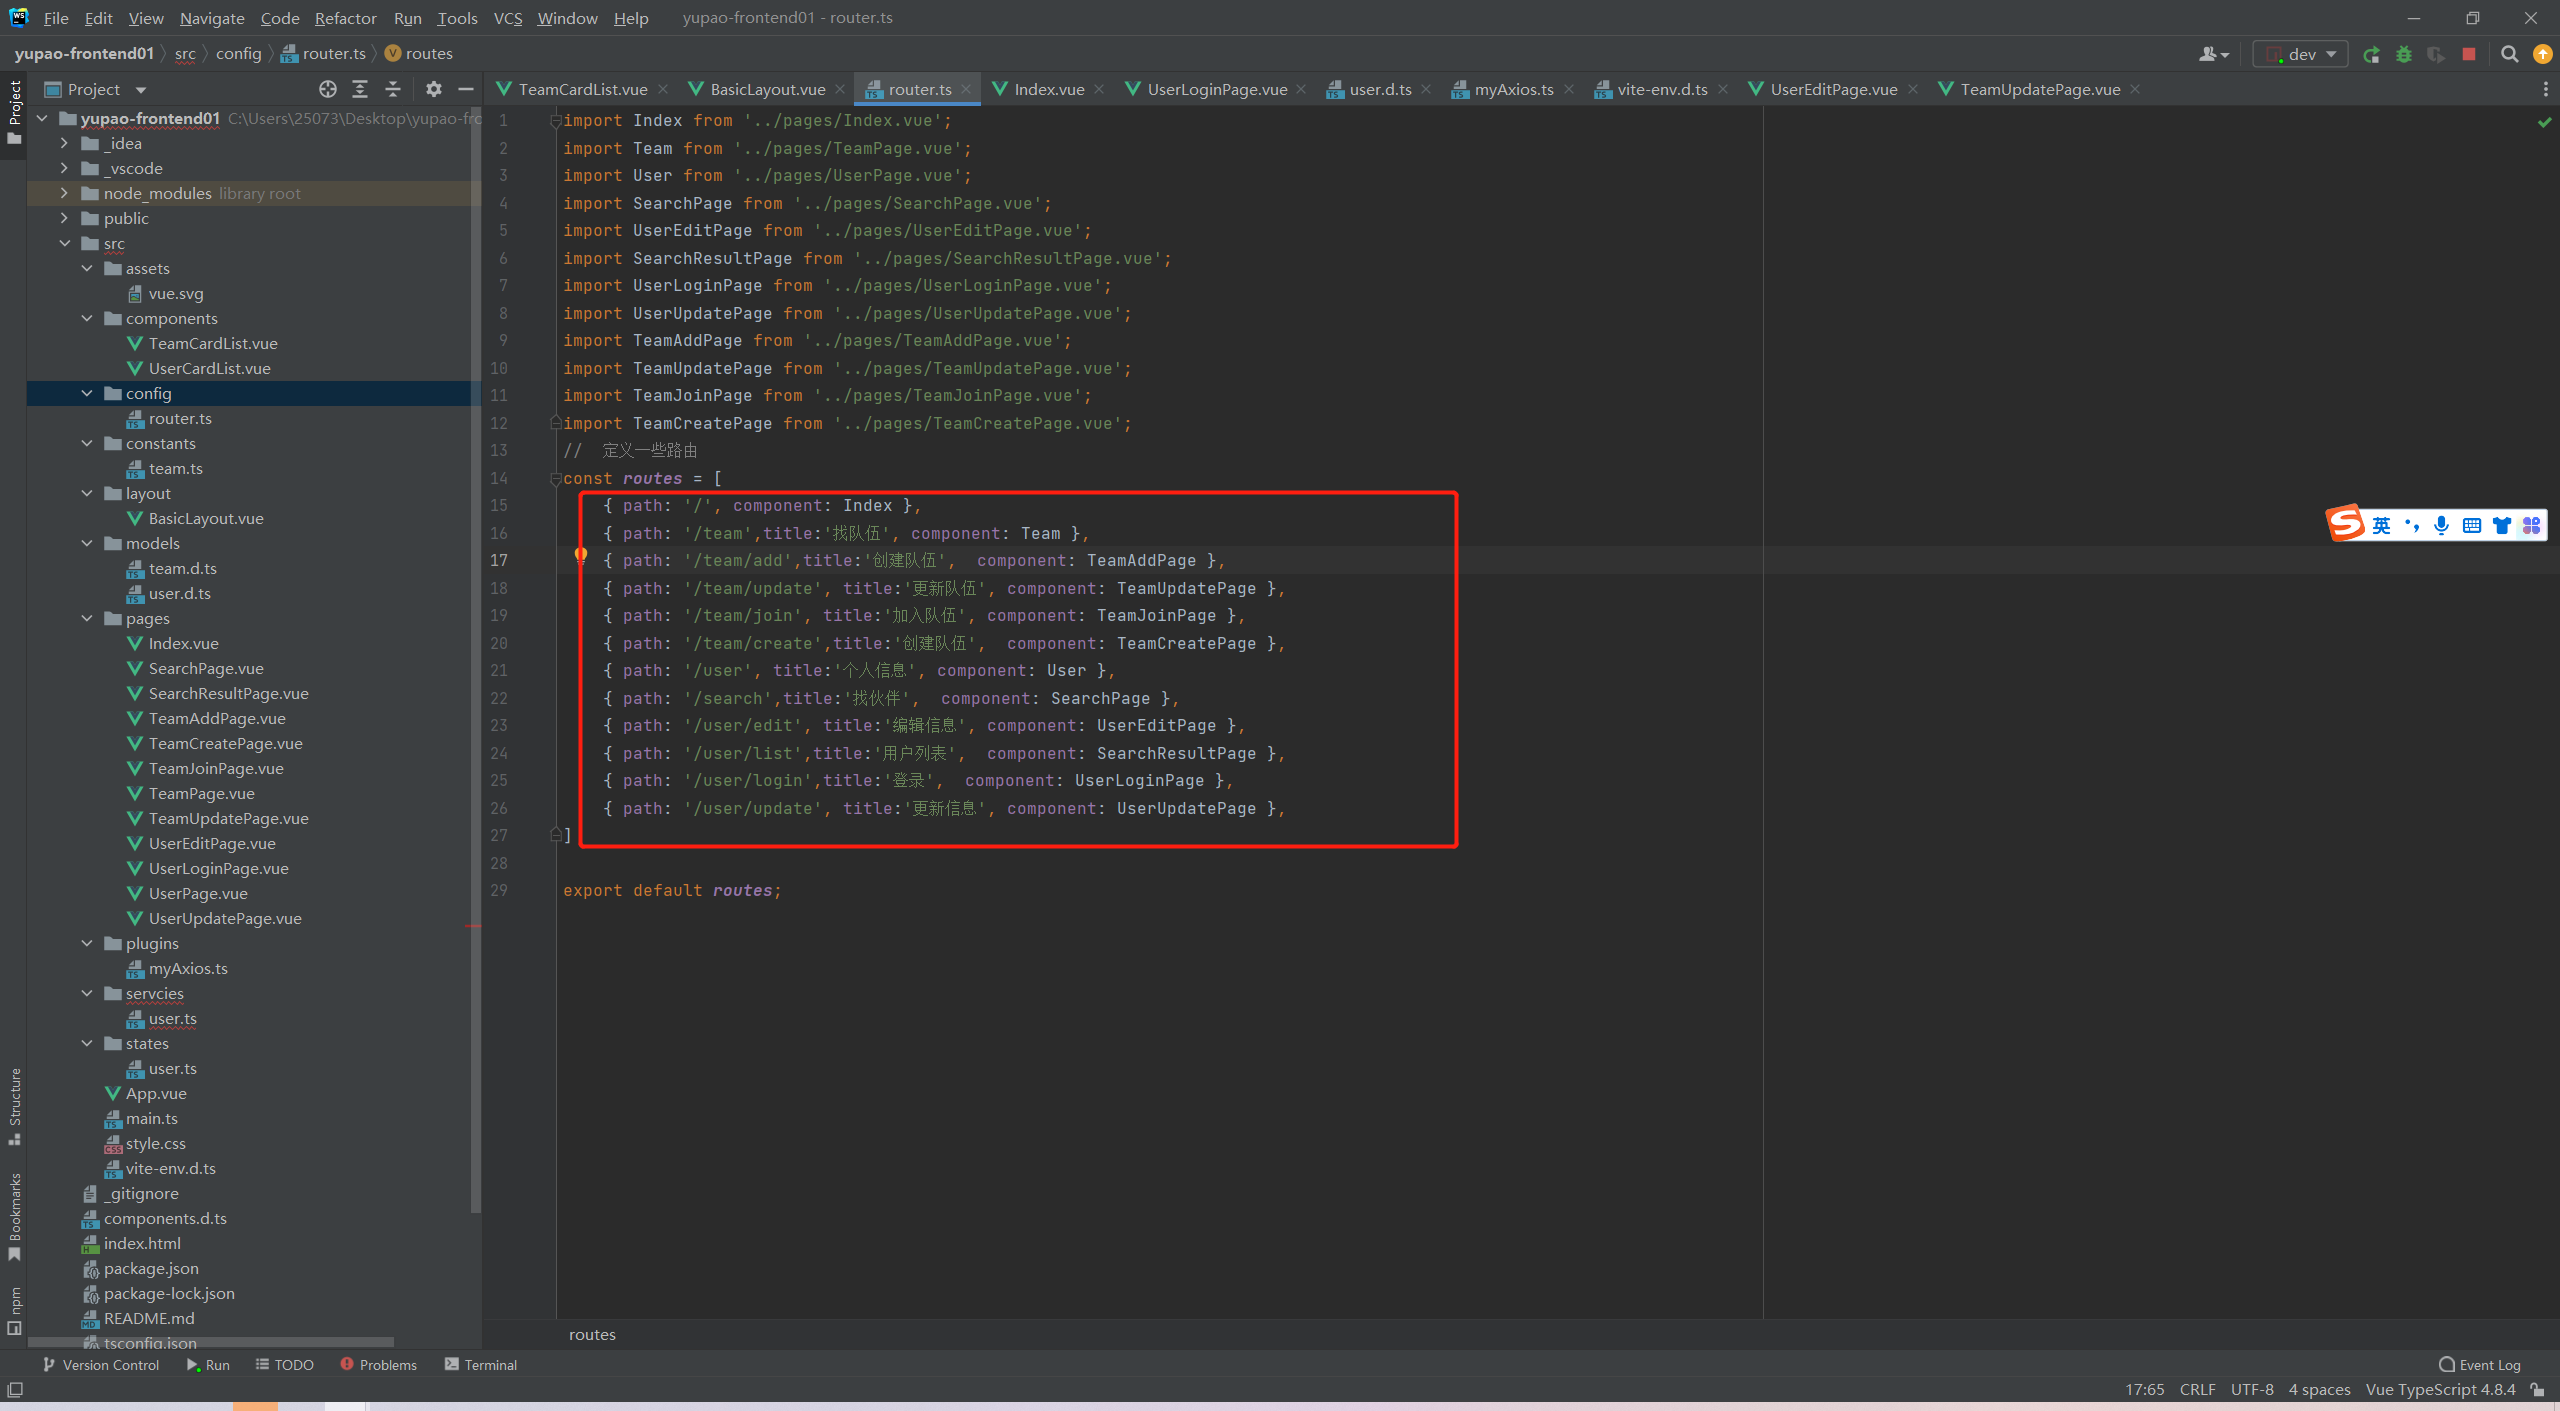 File Edit View Navigate Code Refactor Run Tools VCS Window Help yupao-frontend01 - router.ts
yupao-frontend01 src config router.ts routes
dev
Project
TeamCardList.vue BasicLayout.vue router.ts Index.vue UserLoginPage.vue user.d.ts myAxios.ts vite-env.d.ts UserEditPage.vue TeamUpdatePage.vue
Project
Structure
Bookmarks
npm
yupao-frontend01 C:\Users\25073\Desktop\yupao-fro
_idea
_vscode
node_modules library root
public
src
assets
vue.svg
components
TeamCardList.vue
UserCardList.vue
config
router.ts
constants
team.ts
layout
BasicLayout.vue
models
team.d.ts
user.d.ts
pages
Index.vue
SearchPage.vue
SearchResultPage.vue
TeamAddPage.vue
TeamCreatePage.vue
TeamJoinPage.vue
TeamPage.vue
TeamUpdatePage.vue
UserEditPage.vue
UserLoginPage.vue
UserPage.vue
UserUpdatePage.vue
plugins
myAxios.ts
servcies
user.ts
states
user.ts
App.vue
main.ts
style.css
vite-env.d.ts
_gitignore
components.d.ts
index.html
package.json
package-lock.json
README.md
tsconfig.json
1 import Index from '../pages/Index.vue';
2 import Team from '../pages/TeamPage.vue';
3 import User from '../pages/UserPage.vue';
4 import SearchPage from '../pages/SearchPage.vue';
5 import UserEditPage from '../pages/UserEditPage.vue';
6 import SearchResultPage from '../pages/SearchResultPage.vue';
7 import UserLoginPage from '../pages/UserLoginPage.vue';
8 import UserUpdatePage from '../pages/UserUpdatePage.vue';
9 import TeamAddPage from '../pages/TeamAddPage.vue';
10 import TeamUpdatePage from '../pages/TeamUpdatePage.vue';
11 import TeamJoinPage from '../pages/TeamJoinPage.vue';
12 import TeamCreatePage from '../pages/TeamCreatePage.vue';
13 // 定义一些路由
14 const routes = [
15 { path: '/', component: Index },
16 { path: '/team',title:'找队伍', component: Team },
17 { path: '/team/add',title:'创建队伍', component: TeamAddPage },
18 { path: '/team/update', title:'更新队伍', component: TeamUpdatePage },
19 { path: '/team/join', title:'加入队伍', component: TeamJoinPage },
20 { path: '/team/create',title:'创建队伍', component: TeamCreatePage },
21 { path: '/user', title:'个人信息', component: User },
22 { path: '/search',title:'找伙伴', component: SearchPage },
23 { path: '/user/edit', title:'编辑信息', component: UserEditPage },
24 { path: '/user/list',title:'用户列表', component: SearchResultPage },
25 { path: '/user/login',title:'登录', component: UserLoginPage },
26 { path: '/user/update', title:'更新信息', component: UserUpdatePage },
27 ]
28
29 export default routes;
英
routes
Version Control Run TODO Problems Terminal Event Log
17:65 CRLF UTF-8 4 spaces Vue TypeScript 4.8.4